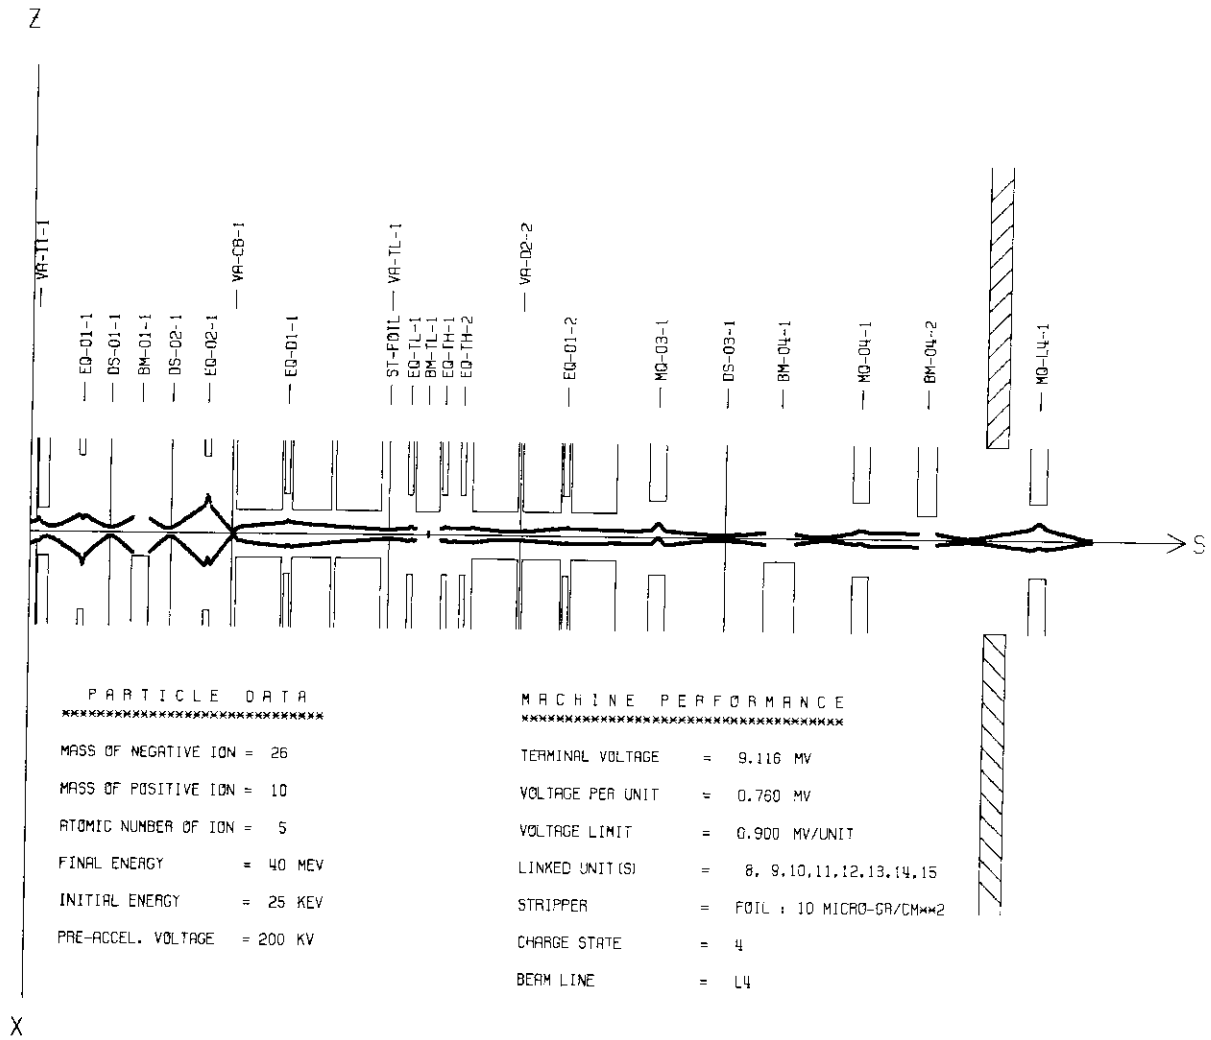 Z
VA-T1-1
EQ-01-1
DS-01-1
BM-01-1
DS-02-1
EQ-02-1
VA-CB-1
EQ-D1-1
ST-FOIL
VA-TL-1
EQ-TL-1
BM-TL-1
EQ-TH-1
EQ-TH-2
VA-D2-2
EQ-D1-2
MQ-03-1
DS-03-1
BM-04-1
MQ-04-1
BM-04-2
MQ-L4-1
S
PARTICLE DATA
****************************
MASS OF NEGATIVE ION = 26
MASS OF POSITIVE ION = 10
ATOMIC NUMBER OF ION = 5
FINAL ENERGY = 40 MEV
INITIAL ENERGY = 25 KEV
PRE-ACCEL. VOLTAGE = 200 KV
MACHINE PERFORMANCE
***********************************
TERMINAL VOLTAGE = 9.116 MV
VOLTAGE PER UNIT = 0.760 MV
VOLTAGE LIMIT = 0.900 MV/UNIT
LINKED UNIT(S) = 8, 9,10,11,12,13,14,15
STRIPPER = FOIL : 10 MICRO-GR/CM**2
CHARGE STATE = 4
BEAM LINE = L4
X